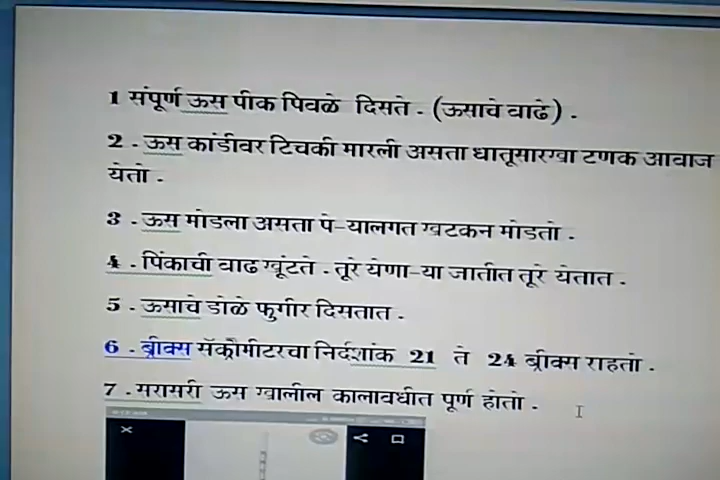 1 संपूर्ण ऊस पीक पिवळे दिसते . (ऊसाचे वाढे) .
2 . ऊस कांडीवर टिचकी मारली असता धातूसारखा टणक आवाज
येतो .
3 . ऊस मोडला असता पे-यालगत खटकन मोडतो .
4 . पिंकाची वाढ खूंटते . तूरे येणा-या जातीत तूरे येतात .
5 . ऊसाचे डोळे फुगीर दिसतात .
6 . ब्रीक्स सॅक्रौमीटरचा निर्दशांक 21 ते 24 ब्रीक्स राहतो .
7 . सरासरी ऊस खालील कालावधीत पूर्ण होतो .